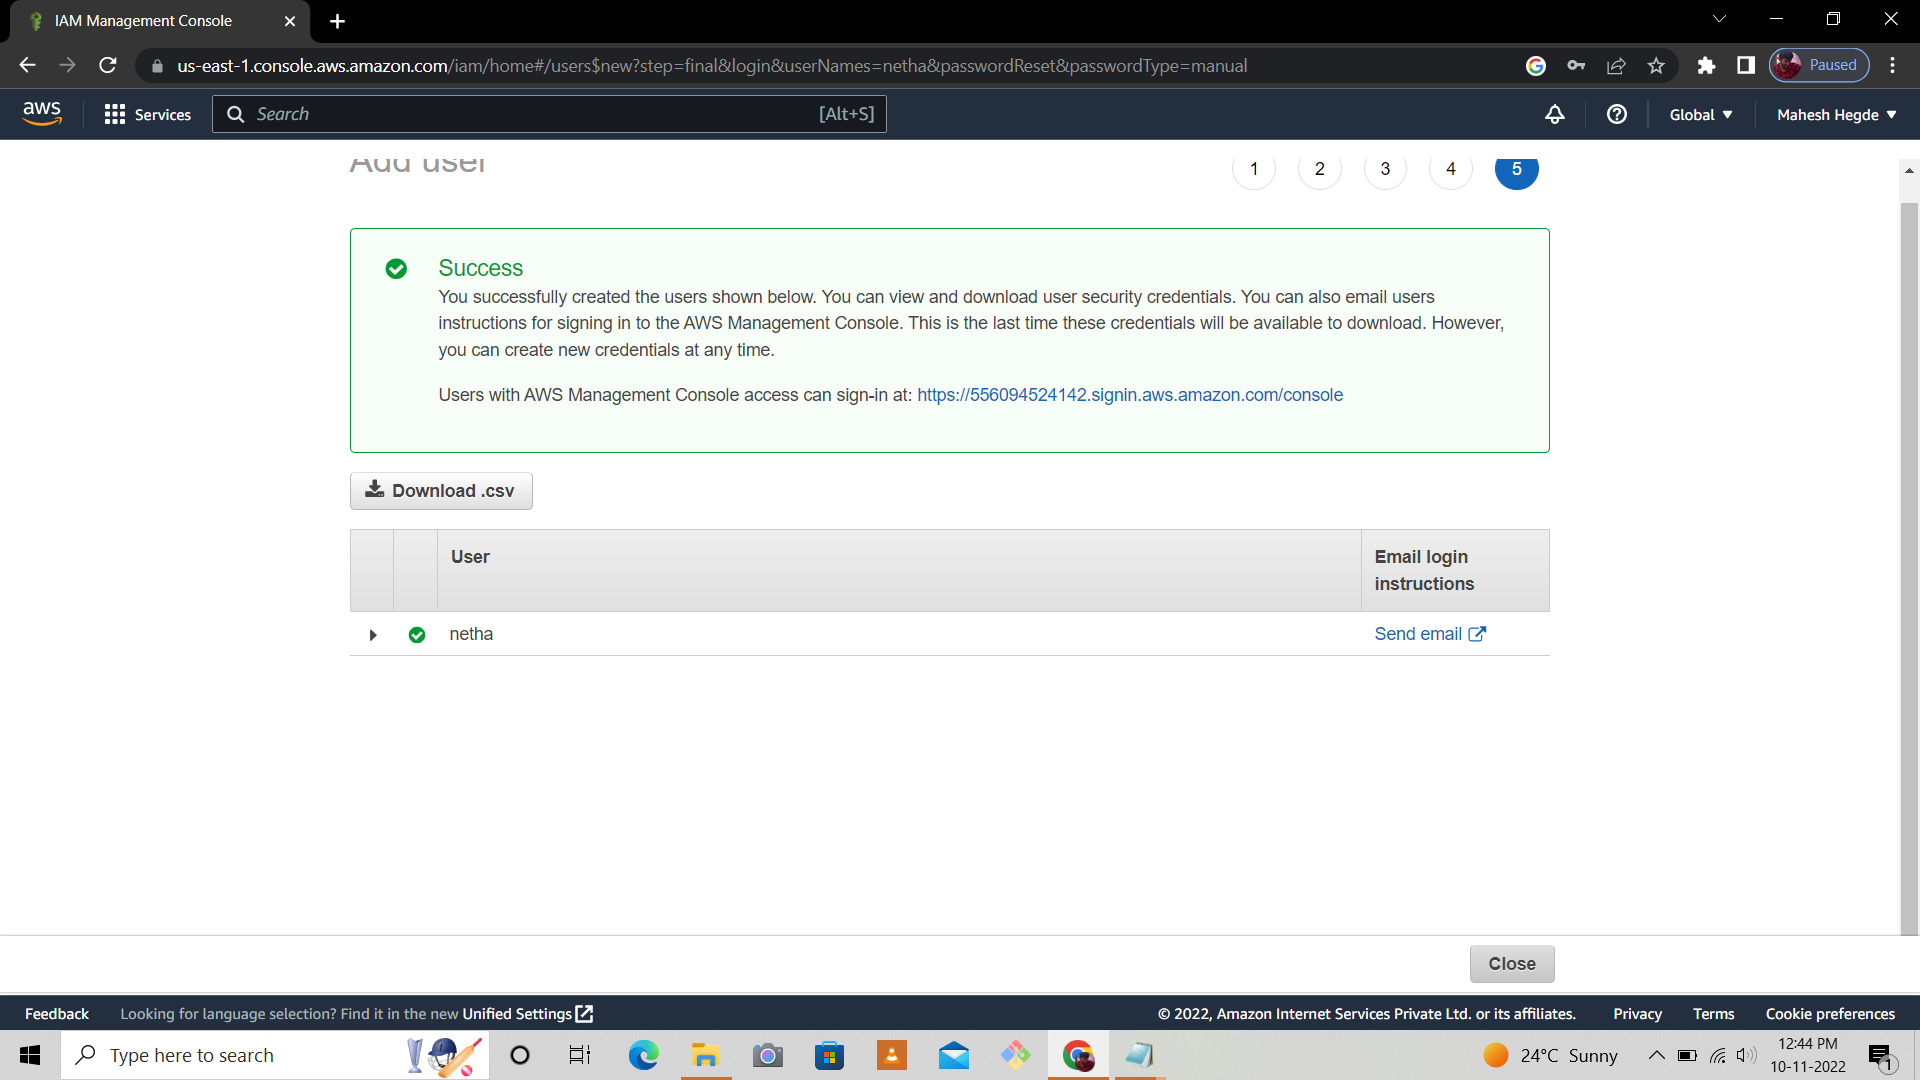 IAM Management Console
us-east-1.console.aws.amazon.com/iam/home#/users$new?step=final&login&userNames=netha&passwordReset&passwordType=manual
Paused
aws
Services
Search
[Alt+S]
Global
Mahesh Hegde
Add user
1
2
3
4
5
Success
You successfully created the users shown below. You can view and download user security credentials. You can also email users
instructions for signing in to the AWS Management Console. This is the last time these credentials will be available to download. However,
you can create new credentials at any time.
Users with AWS Management Console access can sign-in at: https://556094524142.signin.aws.amazon.com/console
Download .csv
User
Email login
instructions
netha
Send email
Close
Feedback
Looking for language selection? Find it in the new Unified Settings
© 2022, Amazon Internet Services Private Ltd. or its affiliates.
Privacy
Terms
Cookie preferences
Type here to search
24°C Sunny
12:44 PM
10-11-2022
1